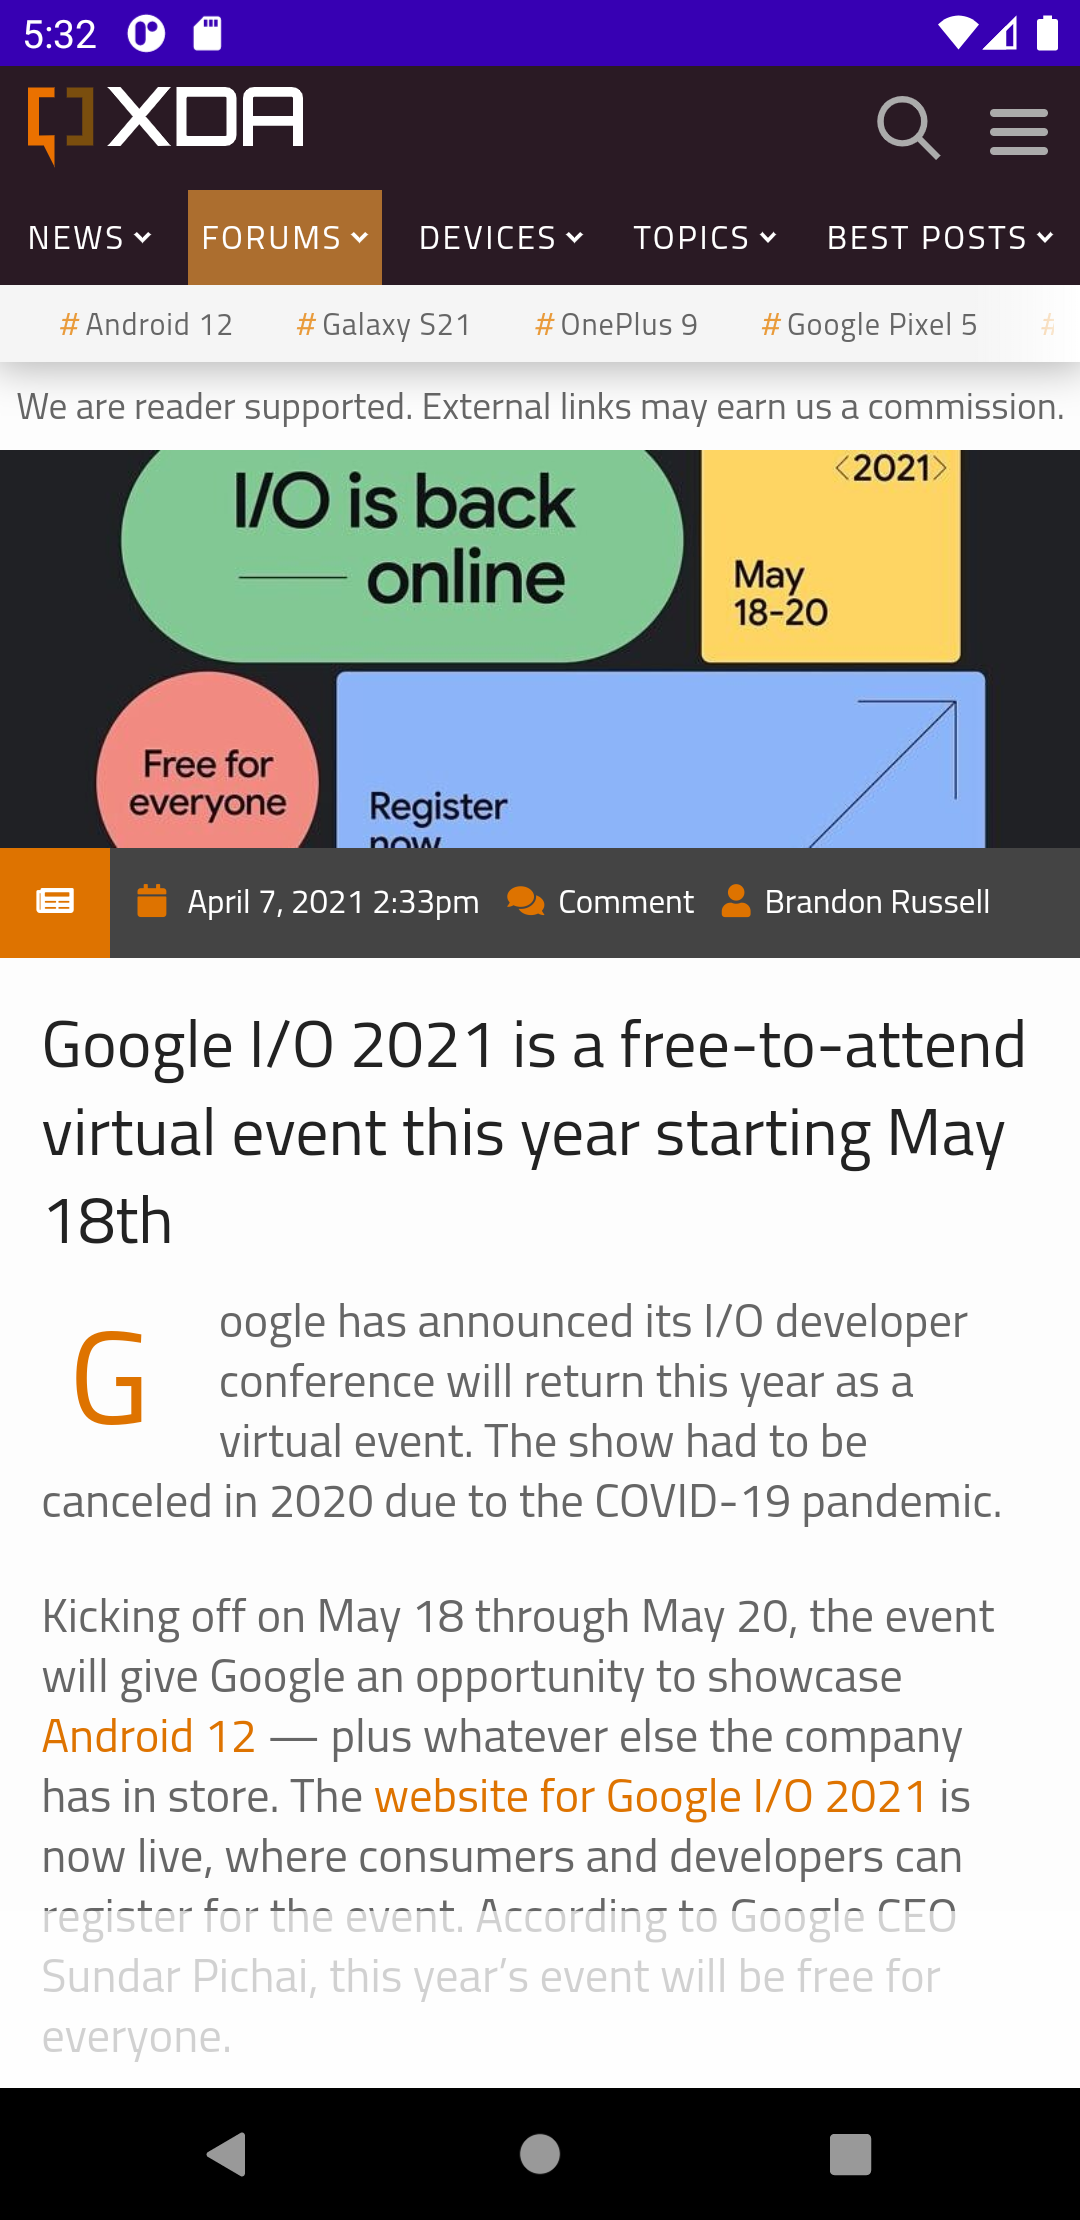 5:32
XDA
NEWS FORUMS DEVICES TOPICS BEST POSTS
# Android 12 # Galaxy S21 # OnePlus 9 # Google Pixel 5 #
We are reader supported. External links may earn us a commission.
I/O is back
online
<2021>
May
18-20
Free for
everyone
Register
now
April 7, 2021 2:33pm Comment Brandon Russell
Google I/O 2021 is a free-to-attend
virtual event this year starting May
18th
Google has announced its I/O developer
conference will return this year as a
virtual event. The show had to be
canceled in 2020 due to the COVID-19 pandemic.
Kicking off on May 18 through May 20, the event
will give Google an opportunity to showcase
Android 12 — plus whatever else the company
has in store. The website for Google I/O 2021 is
now live, where consumers and developers can
register for the event. According to Google CEO
Sundar Pichai, this year’s event will be free for
everyone.